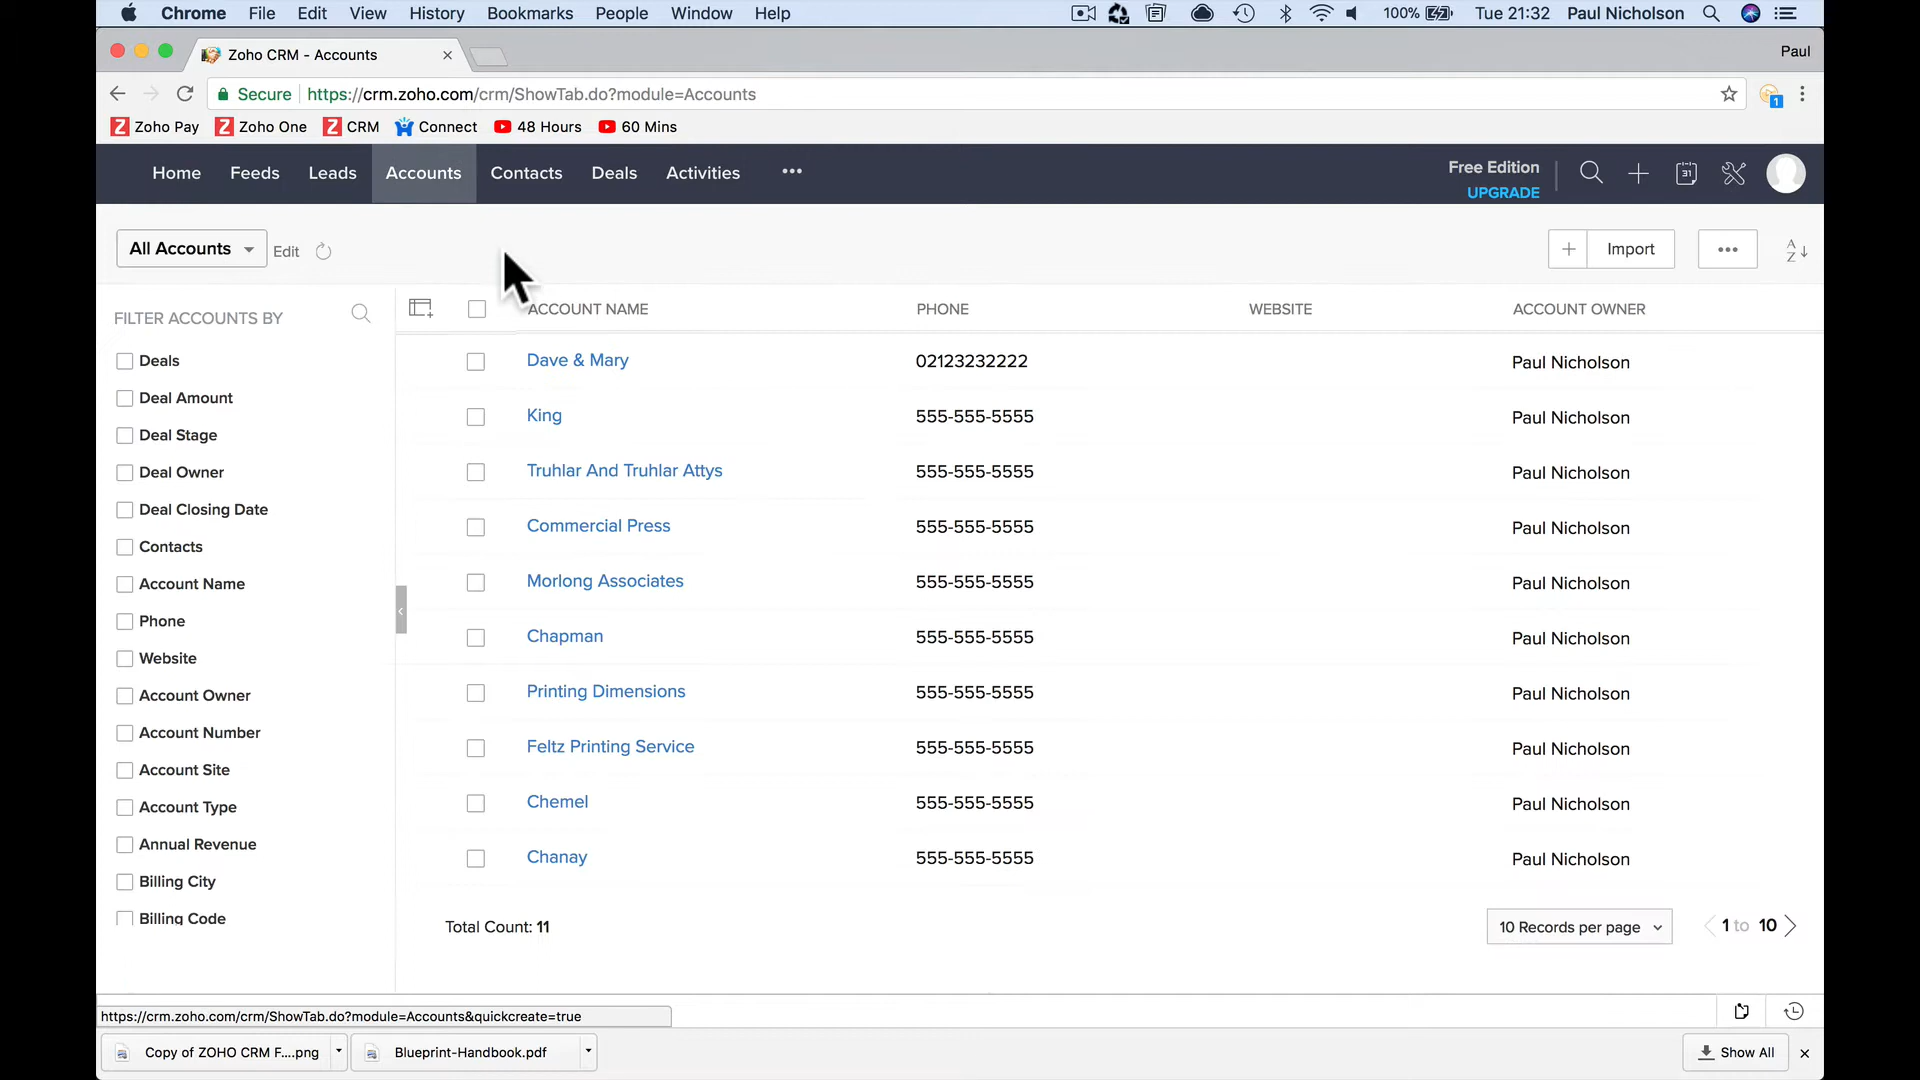 Chrome File Edit View History Bookmarks People Window Help 100% Tue 21:32 Paul Nicholson
Zoho CRM - Accounts Paul
Secure https://crm.zoho.com/crm/ShowTab.do?module=Accounts 1
Zoho Pay Zoho One CRM Connect 48 Hours 60 Mins
Home Feeds Leads Accounts Contacts Deals Activities ••• Free Edition 31
UPGRADE
All Accounts Edit Import ••• A Z
FILTER ACCOUNTS BY
ACCOUNT NAME PHONE WEBSITE ACCOUNT OWNER
Deals
Deal Amount
Deal Stage
Deal Owner
Deal Closing Date
Contacts
Account Name
Phone
Website
Account Owner
Account Number
Account Site
Account Type
Annual Revenue
Billing City
Billing Code
Dave & Mary 02123232222 Paul Nicholson
King 555-555-5555 Paul Nicholson
Truhlar And Truhlar Attys 555-555-5555 Paul Nicholson
Commercial Press 555-555-5555 Paul Nicholson
Morlong Associates 555-555-5555 Paul Nicholson
Chapman 555-555-5555 Paul Nicholson
Printing Dimensions 555-555-5555 Paul Nicholson
Feltz Printing Service 555-555-5555 Paul Nicholson
Chemel 555-555-5555 Paul Nicholson
Chanay 555-555-5555 Paul Nicholson
Total Count: 11 10 Records per page 1 to 10
https://crm.zoho.com/crm/ShowTab.do?module=Accounts&quickcreate=true
Copy of ZOHO CRM F....png Blueprint-Handbook.pdf Show All